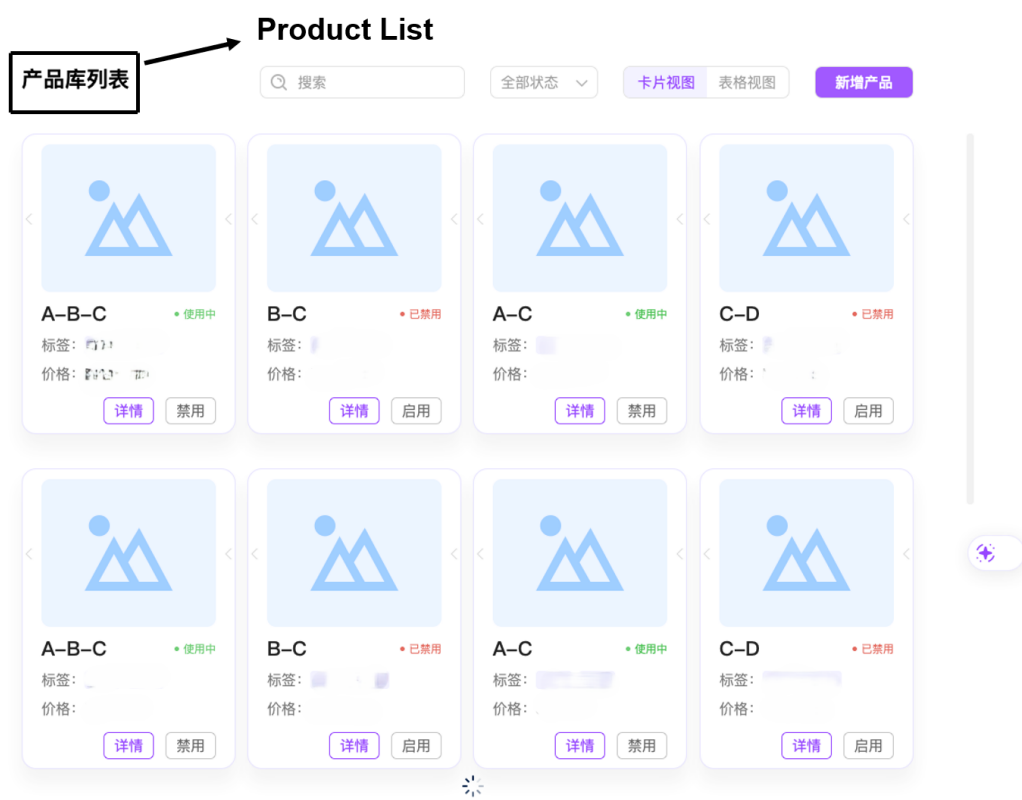 Product List
产品库列表
搜索 全部状态 卡片视图 表格视图 新增产品
A-B-C 使用中 B-C 已禁用 A-C 使用中 C-D 已禁用
标签: 标签: 标签: 标签:
价格: 价格: 价格: 价格:
详情 禁用 详情 启用 详情 禁用 详情 启用
A-B-C 使用中 B-C 已禁用 A-C 使用中 C-D 已禁用
标签: 标签: 标签: 标签:
价格: 价格: 价格: 价格:
详情 禁用 详情 启用 详情 禁用 详情 启用